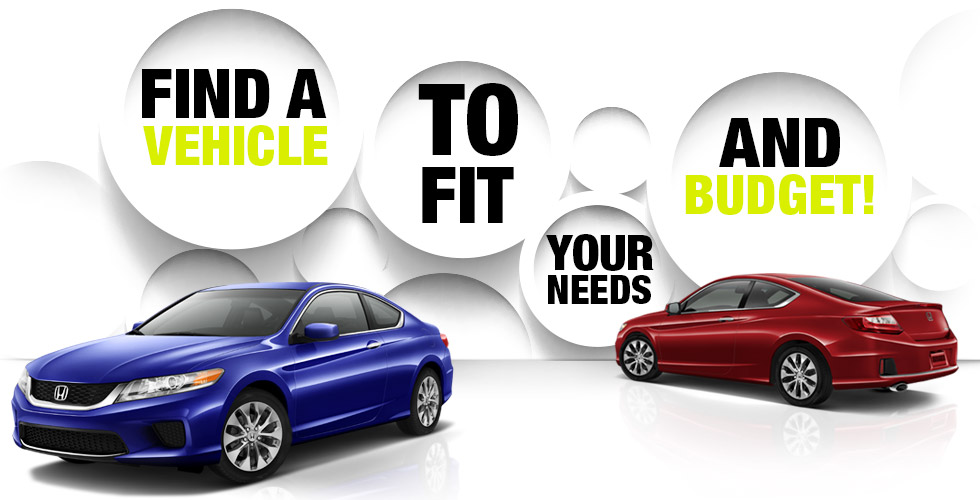 FIND A
VEHICLE
TO
FIT
YOUR
NEEDS
AND
BUDGET!